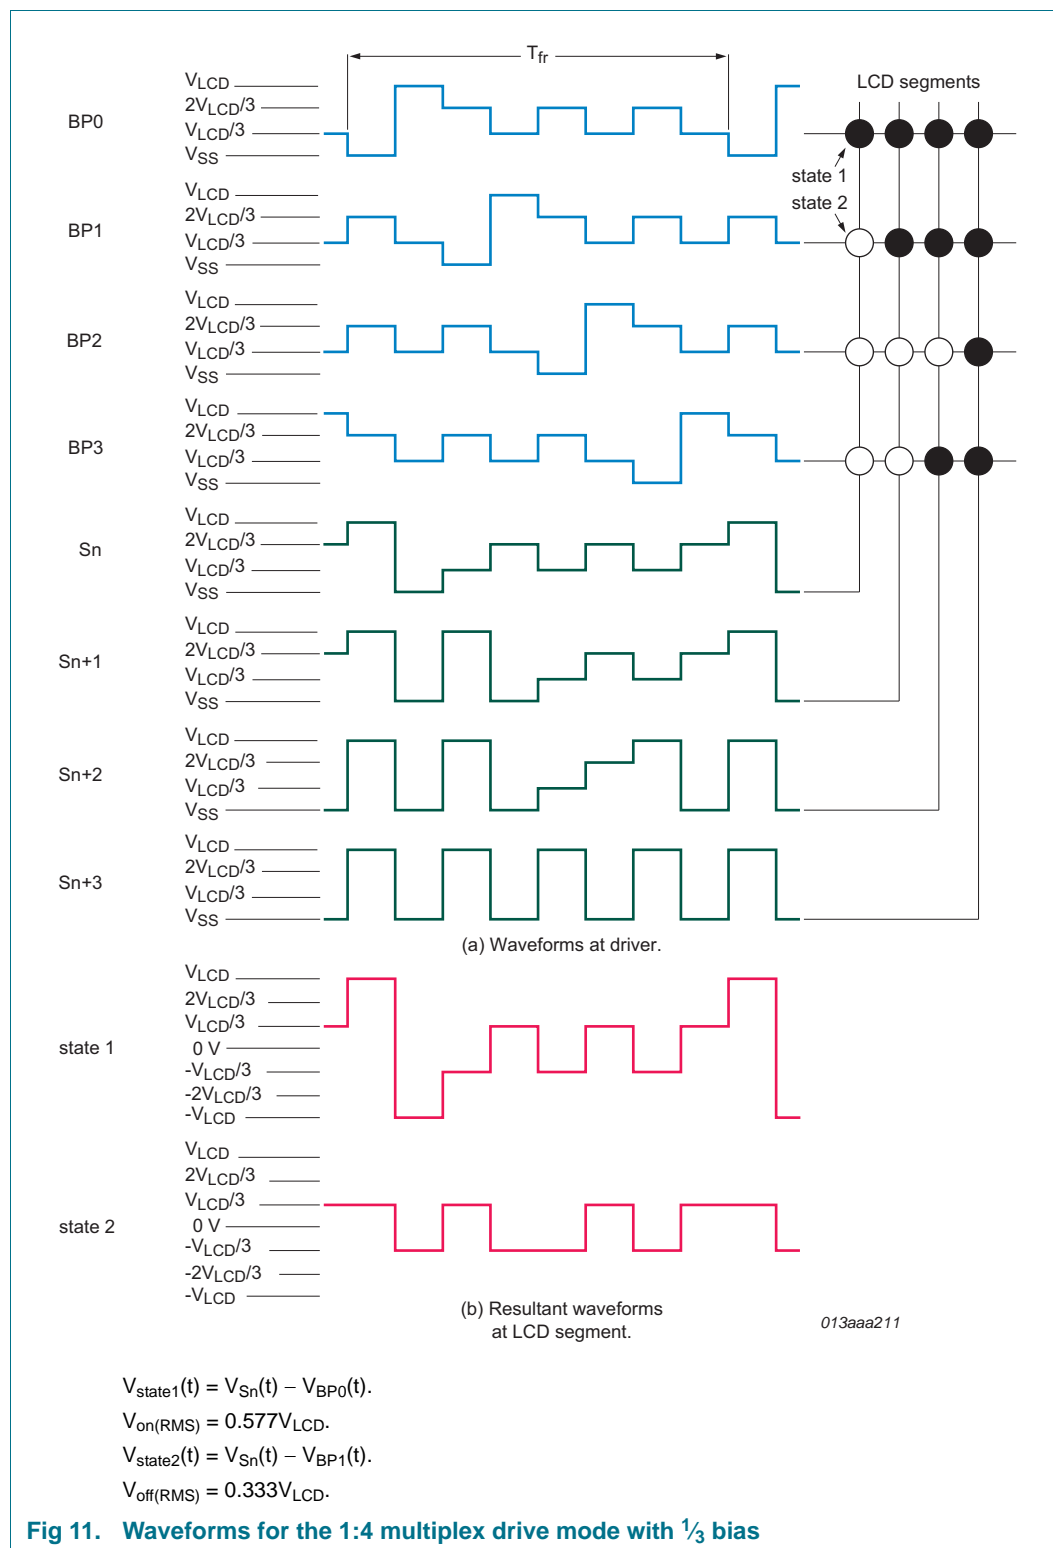 T_fr
V_LCD
2V_LCD/3
BP0
V_LCD/3
V_SS
LCD segments
state 1
state 2
V_LCD
2V_LCD/3
BP1
V_LCD/3
V_SS
V_LCD
2V_LCD/3
BP2
V_LCD/3
V_SS
V_LCD
2V_LCD/3
BP3
V_LCD/3
V_SS
V_LCD
2V_LCD/3
Sn
V_LCD/3
V_SS
V_LCD
2V_LCD/3
Sn+1
V_LCD/3
V_SS
V_LCD
2V_LCD/3
Sn+2
V_LCD/3
V_SS
V_LCD
2V_LCD/3
Sn+3
V_LCD/3
V_SS
(a) Waveforms at driver.
V_LCD
2V_LCD/3
V_LCD/3
state 1
0 V
-V_LCD/3
-2V_LCD/3
-V_LCD
V_LCD
2V_LCD/3
V_LCD/3
state 2
0 V
-V_LCD/3
-2V_LCD/3
-V_LCD
(b) Resultant waveforms
at LCD segment.
013aaa211
V_state1(t) = V_Sn(t) − V_BP0(t).
V_on(RMS) = 0.577V_LCD.
V_state2(t) = V_Sn(t) − V_BP1(t).
V_off(RMS) = 0.333V_LCD.
Fig 11. Waveforms for the 1:4 multiplex drive mode with 1/3 bias